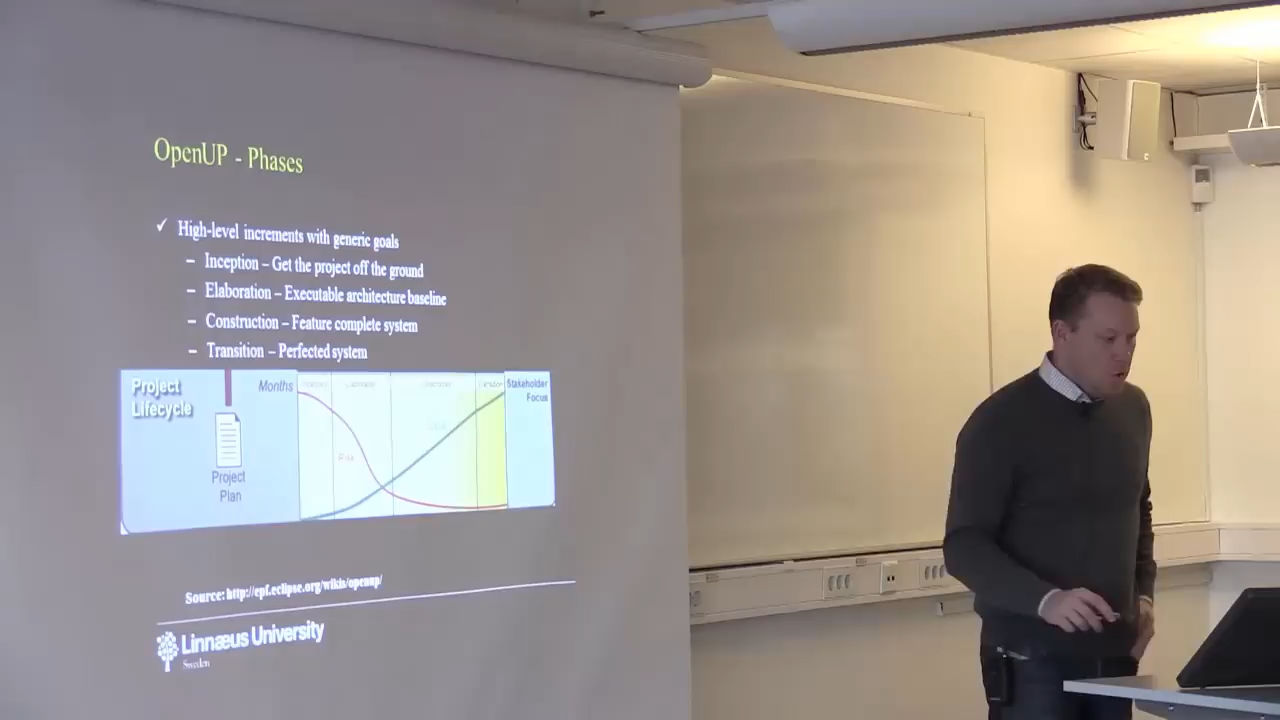 OpenUP - Phases
✓ High-level increments with generic goals
– Inception – Get the project off the ground
– Elaboration – Executable architecture baseline
– Construction – Feature complete system
– Transition – Perfected system
Project
Lifecycle
Months
Stakeholder
Focus
Risk
Project
Plan
Source: http://epf.eclipse.org/wikis/openup/
Linnæus University
Sweden